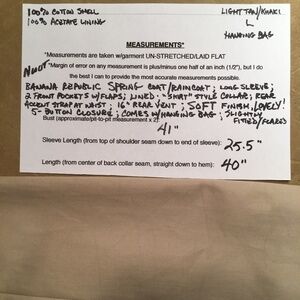 100% COTTON SHELL
100% ACETATE LINING
LIGHT TAN/KHAKI
L
HANGING BAG
MEASUREMENTS*
*Measurements are taken w/garment UN-STRETCHED/LAID FLAT
*Margin of error on any measurement is plus/minus one half of an inch (1/2"), but I do
the best I can to provide the most accurate measurements possible.
BANANA REPUBLIC SPRING COAT/RAINCOAT; LONG SLEEVE;
2 FRONT POCKETS W/FLAPS; LINED; "SHIRT" STYLE COLLAR; REAR
ACCENT STRAP AT WAIST; 16" REAR VENT; SOFT FINISH, LOVELY!
5-BUTTON CLOSURE; COMES W/HANGING BAG; SLIGHTLY
FITTED/FLARED
Bust (approximate/pit-to-pit measurement x 2):
41"
Sleeve Length (from top of shoulder seam down to end of sleeve): 25.5"
Length (from center of back collar seam, straight down to hem): 40"